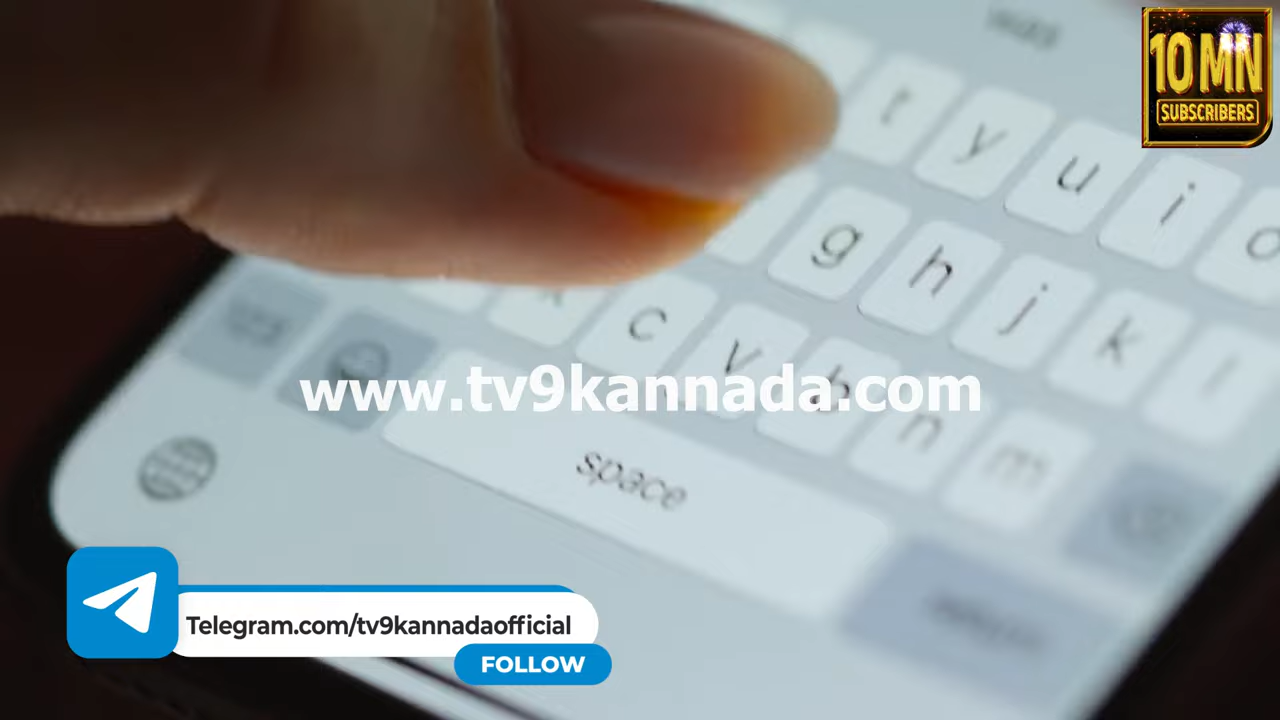 10 MN
SUBSCRIBERS
t y u i o
g h j k l
c v b n m
www.tv9kannada.com
space
Telegram.com/tv9kannadaofficial
FOLLOW